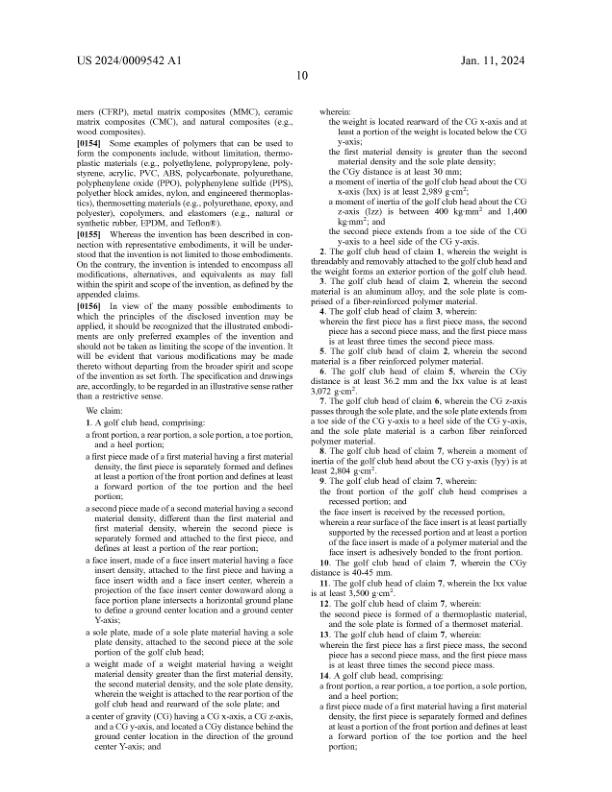 US 2024/0009542 A1
Jan. 11, 2024
10
mers (CFRP), metal matrix composites (MMC), ceramic
matrix composites (CMC), and natural composites (e.g.,
wood composites).
[0154] Some examples of polymers that can be used to
form the components include, without limitation, thermo-
plastic materials (e.g., polyethylene, polypropylene, poly-
styrene, acrylic, PVC, ABS, polycarbonate, polyurethane,
polyphenylene oxide (PPO), polyphenylene sulfide (PPS),
polyether block amides, nylon, and engineered thermoplas-
tics), thermosetting materials (e.g., polyurethane, epoxy, and
polyester), copolymers, and elastomers (e.g., natural or
synthetic rubber, EPDM, and Teflon®).
[0155] Whereas the invention has been described in con-
nection with representative embodiments, it will be under-
stood that the invention is not limited to those embodiments.
On the contrary, the invention is intended to encompass all
modifications, alternatives, and equivalents as may fall
within the spirit and scope of the invention, as defined by the
appended claims.
[0156] In view of the many possible embodiments to
which the principles of the disclosed invention may be
applied, it should be recognized that the illustrated embodi-
ments are only preferred examples of the invention and
should not be taken as limiting the scope of the invention. It
will be evident that various modifications may be made
thereto without departing from the broader spirit and scope
of the invention as set forth. The specification and drawings
are, accordingly, to be regarded in an illustrative sense rather
than a restrictive sense.
We claim:
1. A golf club head, comprising:
a front portion, a rear portion, a sole portion, a toe portion,
and a heel portion;
a first piece made of a first material having a first material
density, the first piece is separately formed and defines
at least a portion of the front portion and defines at least
a forward portion of the toe portion and the heel
portion;
a second piece made of a second material having a second
material density, different than the first material and
first material density, wherein the second piece is
separately formed and attached to the first piece, and
defines at least a portion of the rear portion;
a face insert, made of a face insert material having a face
insert density, attached to the first piece and having a
face insert width and a face insert center, wherein a
projection of the face insert center downward along a
face portion plane intersects a horizontal ground plane
to define a ground center location and a ground center
Y-axis;
a sole plate, made of a sole plate material having a sole
plate density, attached to the second piece at the sole
portion of the golf club head;
a weight made of a weight material having a weight
material density greater than the first material density,
the second material density, and the sole plate density,
wherein the weight is attached to the rear portion of the
golf club head and rearward of the sole plate; and
a center of gravity (CG) having a CG x-axis, a CG z-axis,
and a CG y-axis, and located a CGy distance behind the
ground center location in the direction of the ground
center Y-axis; and
wherein:
the weight is located rearward of the CG x-axis and at
least a portion of the weight is located below the CG
y-axis;
the first material density is greater than the second
material density and the sole plate density;
the CGy distance is at least 30 mm;
a moment of inertia of the golf club head about the CG
x-axis (Ixx) is at least 2,989 g·cm²;
a moment of inertia of the golf club head about the CG
z-axis (Izz) is between 400 kg·mm² and 1,400
kg·mm²; and
the second piece extends from a toe side of the CG
y-axis to a heel side of the CG y-axis.
2. The golf club head of claim 1, wherein the weight is
threadably and removably attached to the golf club head and
the weight forms an exterior portion of the golf club head.
3. The golf club head of claim 2, wherein the second
material is an aluminum alloy, and the sole plate is com-
prised of a fiber-reinforced polymer material.
4. The golf club head of claim 3, wherein:
wherein the first piece has a first piece mass, the second
piece has a second piece mass, and the first piece mass
is at least three times the second piece mass.
5. The golf club head of claim 2, wherein the second
material is a fiber reinforced polymer material.
6. The golf club head of claim 5, wherein the CGy
distance is at least 36.2 mm and the Ixx value is at least
3,072 g·cm².
7. The golf club head of claim 6, wherein the CG z-axis
passes through the sole plate, and the sole plate extends from
a toe side of the CG y-axis to a heel side of the CG y-axis,
and the sole plate material is a carbon fiber reinforced
polymer material.
8. The golf club head of claim 7, wherein a moment of
inertia of the golf club head about the CG y-axis (Iyy) is at
least 2,804 g·cm².
9. The golf club head of claim 7, wherein:
the front portion of the golf club head comprises a
recessed portion; and
the face insert is received by the recessed portion,
wherein a rear surface of the face insert is at least partially
supported by the recessed portion and at least a portion
of the face insert is made of a polymer material and the
face insert is adhesively bonded to the front portion.
10. The golf club head of claim 7, wherein the CGy
distance is 40-45 mm.
11. The golf club head of claim 7, wherein the Ixx value
is at least 3,500 g·cm².
12. The golf club head of claim 7, wherein:
the second piece is formed of a thermoplastic material,
and the sole plate is formed of a thermoset material.
13. The golf club head of claim 7, wherein:
wherein the first piece has a first piece mass, the second
piece has a second piece mass, and the first piece mass
is at least three times the second piece mass.
14. A golf club head, comprising:
a front portion, a rear portion, a toe portion, a sole portion,
and a heel portion;
a first piece made of a first material having a first material
density, the first piece is separately formed and defines
at least a portion of the front portion and defines at least
a forward portion of the toe portion and the heel
portion;